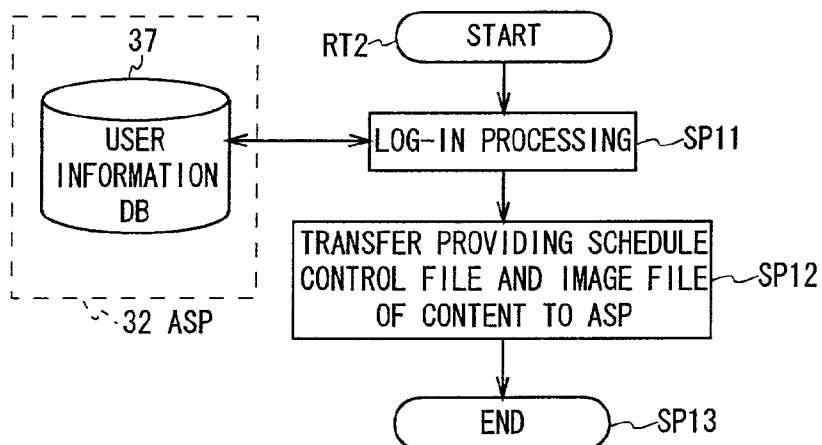 37
USER
INFORMATION
DB
32 ASP
RT2
START
LOG-IN PROCESSING
SP11
TRANSFER PROVIDING SCHEDULE
CONTROL FILE AND IMAGE FILE
OF CONTENT TO ASP
SP12
END
SP13